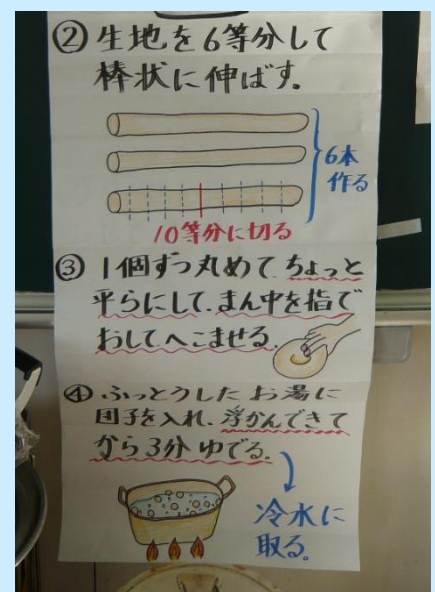 ② 生地を6等分して
棒状に伸ばす。
6本
作る
10等分に切る
③ 1個ずつ丸めて ちょっと
平らにして、まん中を指で
おしてへこませる。
④ ふっとうした お湯に
団子を入れ、浮かんできて
から3分 ゆでる。
冷水に
取る。